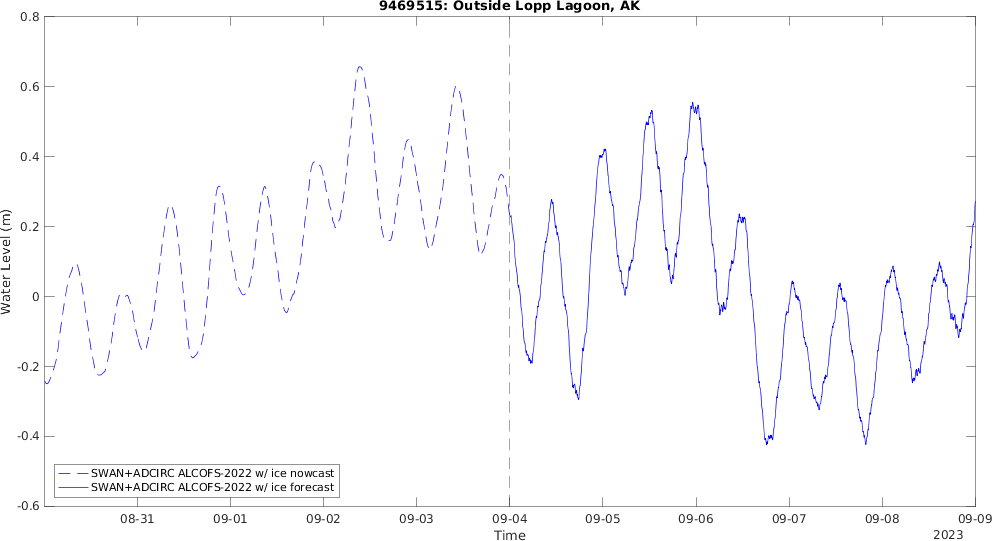 9469515: Outside Lopp Lagoon, AK
0.8
0.6
0.4
0.2
0
-0.2
-0.4
-0.6
Water Level (m)
SWAN+ADCIRC ALCOFS-2022 w/ ice nowcast
SWAN+ADCIRC ALCOFS-2022 w/ ice forecast
08-31 09-01 09-02 09-03 09-04 09-05 09-06 09-07 09-08 09-09
Time
2023